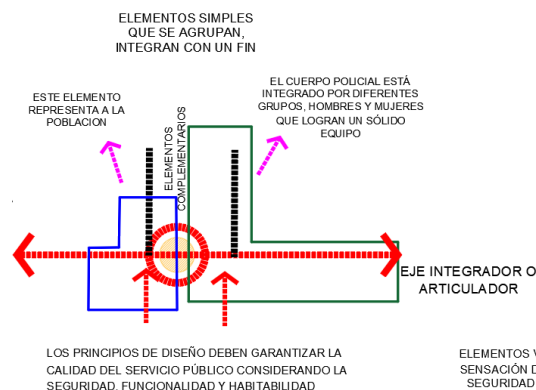 ELEMENTOS SIMPLES
QUE SE AGRUPAN,
INTEGRAN CON UN FIN
ESTE ELEMENTO
REPRESENTA A LA
POBLACION
ELEMENTOS
COMPLEMENTARIOS
EL CUERPO POLICIAL ESTÁ
INTEGRADO POR DIFERENTES
GRUPOS, HOMBRES Y MUJERES
QUE LOGRAN UN SÓLIDO
EQUIPO
EJE INTEGRADOR O
ARTICULADOR
LOS PRINCIPIOS DE DISEÑO DEBEN GARANTIZAR LA
CALIDAD DEL SERVICIO PÚBLICO CONSIDERANDO LA
SEGURIDAD, FUNCIONALIDAD Y HABITABILIDAD
ELEMENTOS
SENSACIÓN
SEGURIDAD